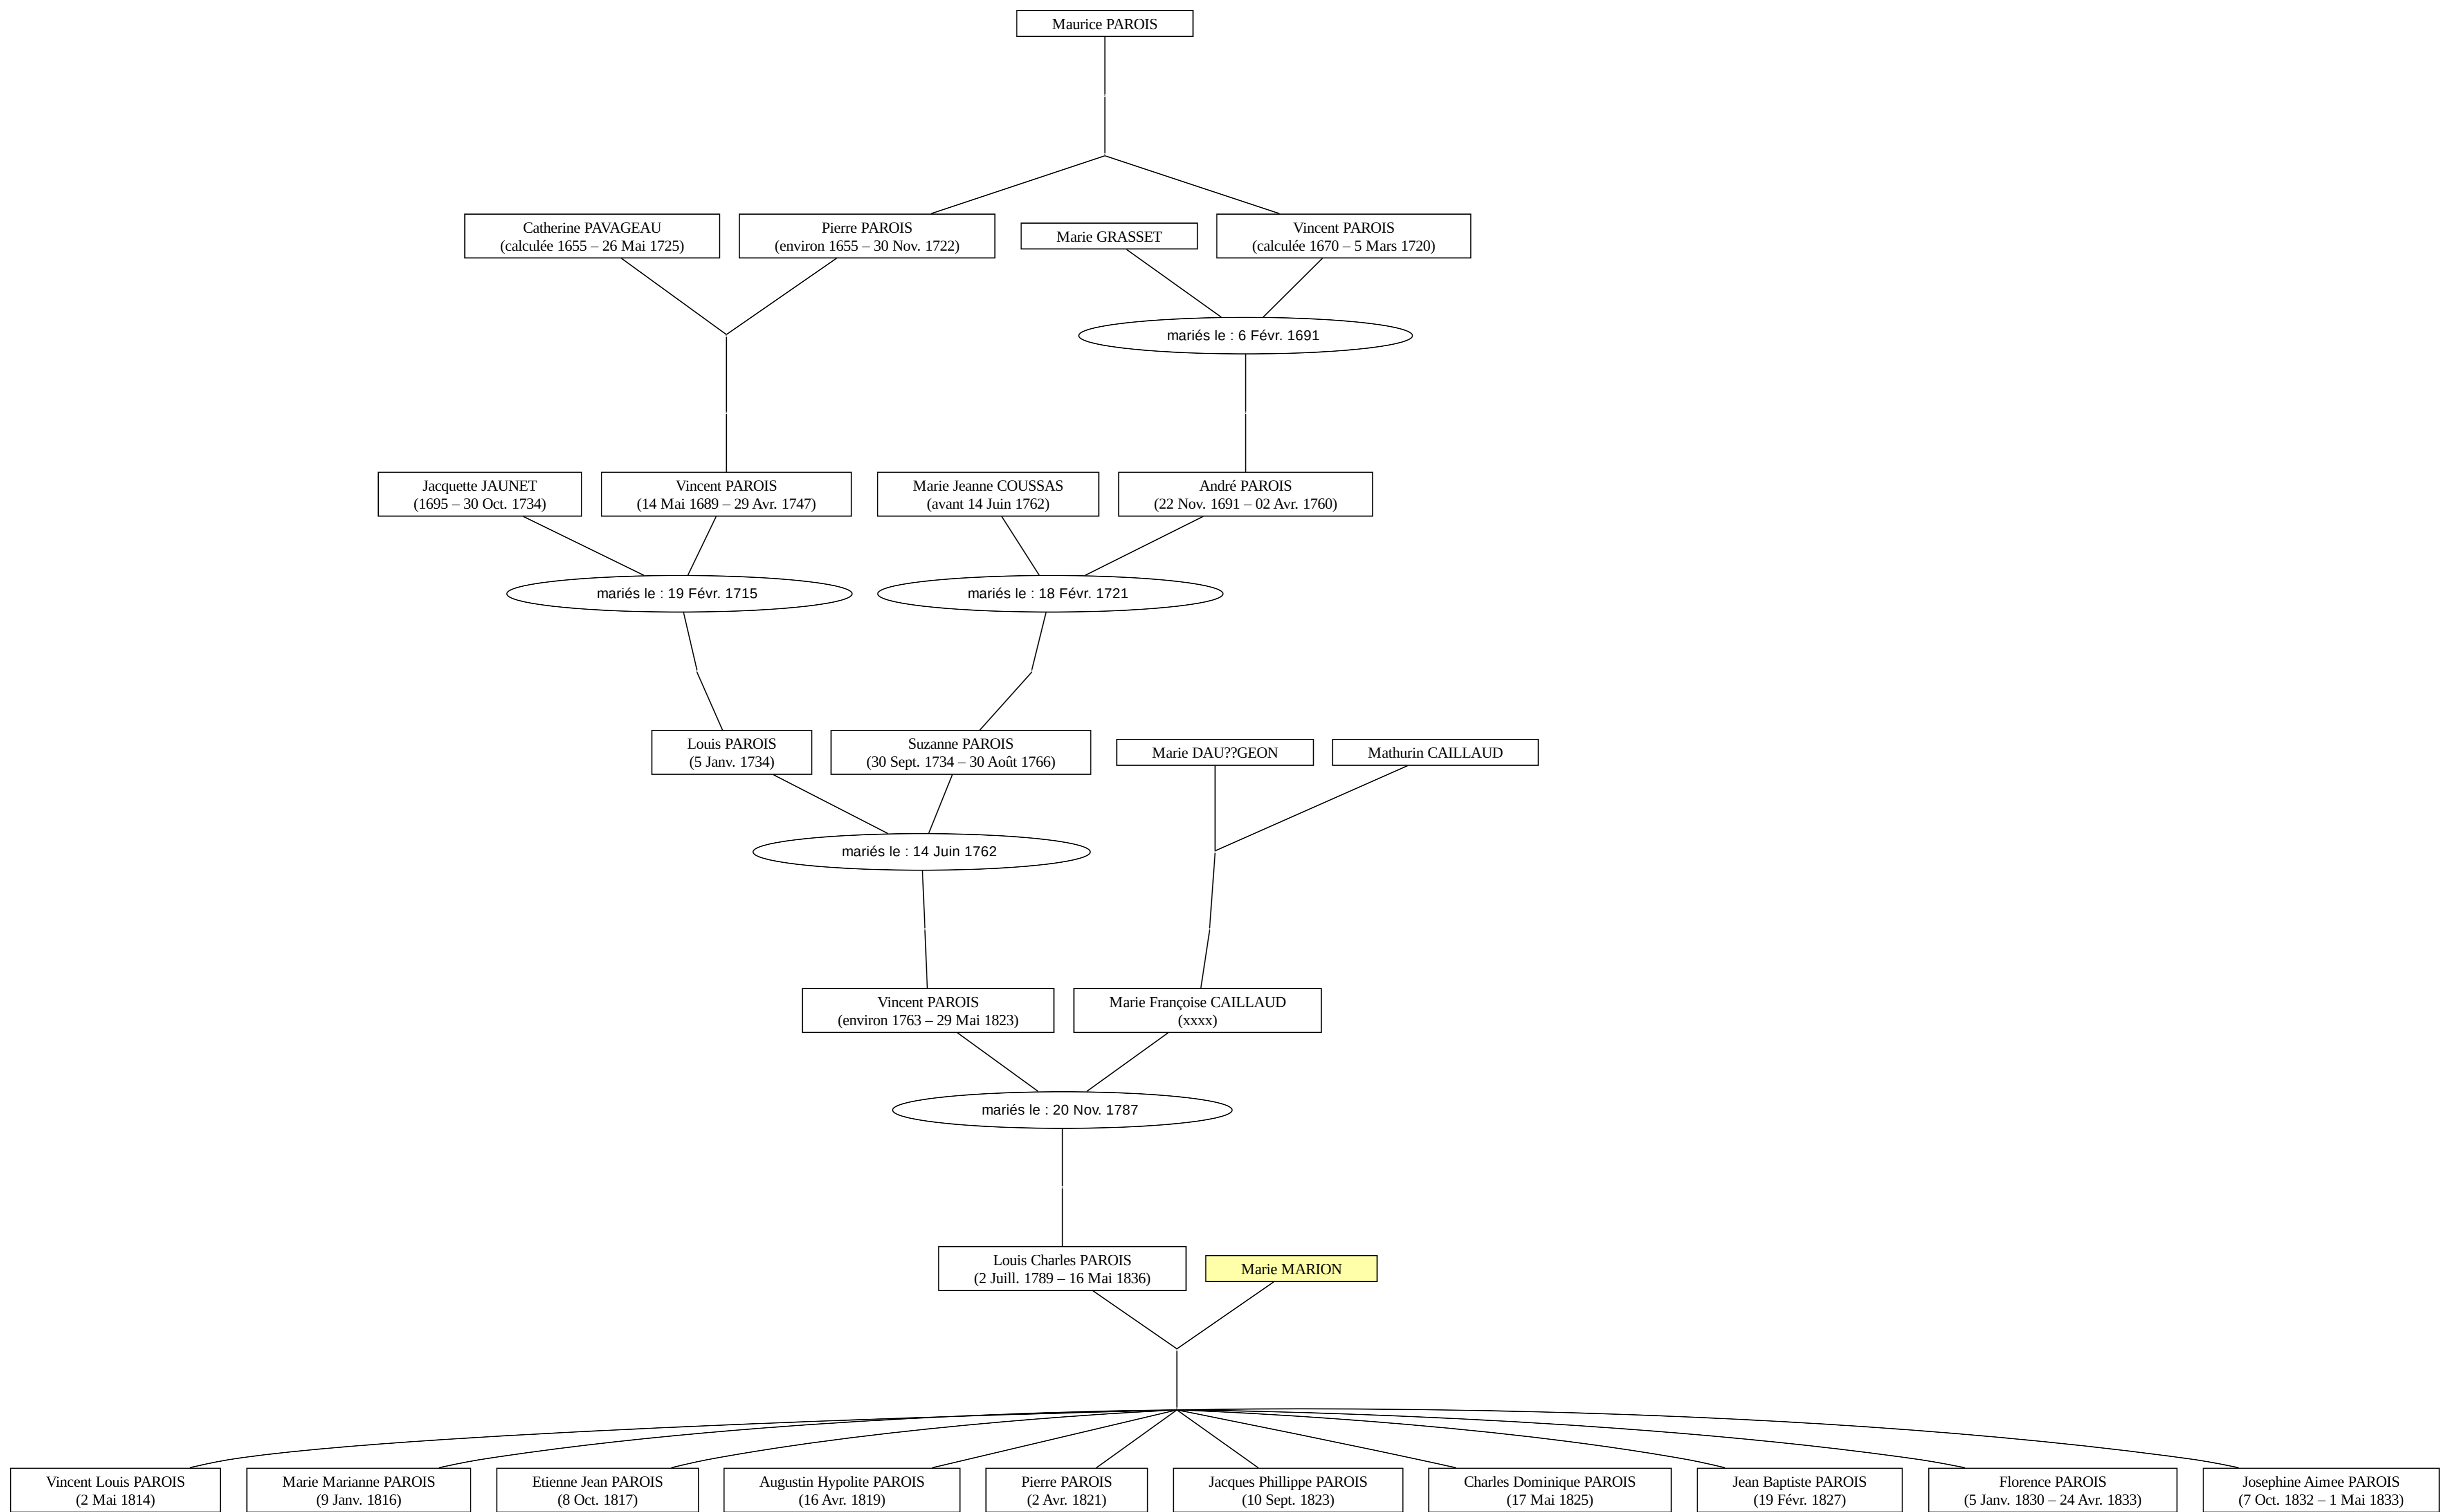 Maurice PAROIS
Catherine PAVAGEAU
(calculée 1655 – 26 Mai 1725)
Pierre PAROIS
(environ 1655 – 30 Nov. 1722)
Marie GRASSET
Vincent PAROIS
(calculée 1670 – 5 Mars 1720)
mariés le : 6 Févr. 1691
Jacquette JAUNET
(1695 – 30 Oct. 1734)
Vincent PAROIS
(14 Mai 1689 – 29 Avr. 1747)
Marie Jeanne COUSSAS
(avant 14 Juin 1762)
André PAROIS
(22 Nov. 1691 – 02 Avr. 1760)
mariés le : 19 Févr. 1715
mariés le : 18 Févr. 1721
Louis PAROIS
(5 Janv. 1734)
Suzanne PAROIS
(30 Sept. 1734 – 30 Août 1766)
Marie DAU??GEON
Mathurin CAILLAUD
mariés le : 14 Juin 1762
Vincent PAROIS
(environ 1763 – 29 Mai 1823)
Marie Françoise CAILLAUD
(xxxx)
mariés le : 20 Nov. 1787
Louis Charles PAROIS
(2 Juill. 1789 – 16 Mai 1836)
Marie MARION
Vincent Louis PAROIS
(2 Mai 1814)
Marie Marianne PAROIS
(9 Janv. 1816)
Etienne Jean PAROIS
(8 Oct. 1817)
Augustin Hypolite PAROIS
(16 Avr. 1819)
Pierre PAROIS
(2 Avr. 1821)
Jacques Phillippe PAROIS
(10 Sept. 1823)
Charles Dominique PAROIS
(17 Mai 1825)
Jean Baptiste PAROIS
(19 Févr. 1827)
Florence PAROIS
(5 Janv. 1830 – 24 Avr. 1833)
Josephine Aimee PAROIS
(7 Oct. 1832 – 1 Mai 1833)